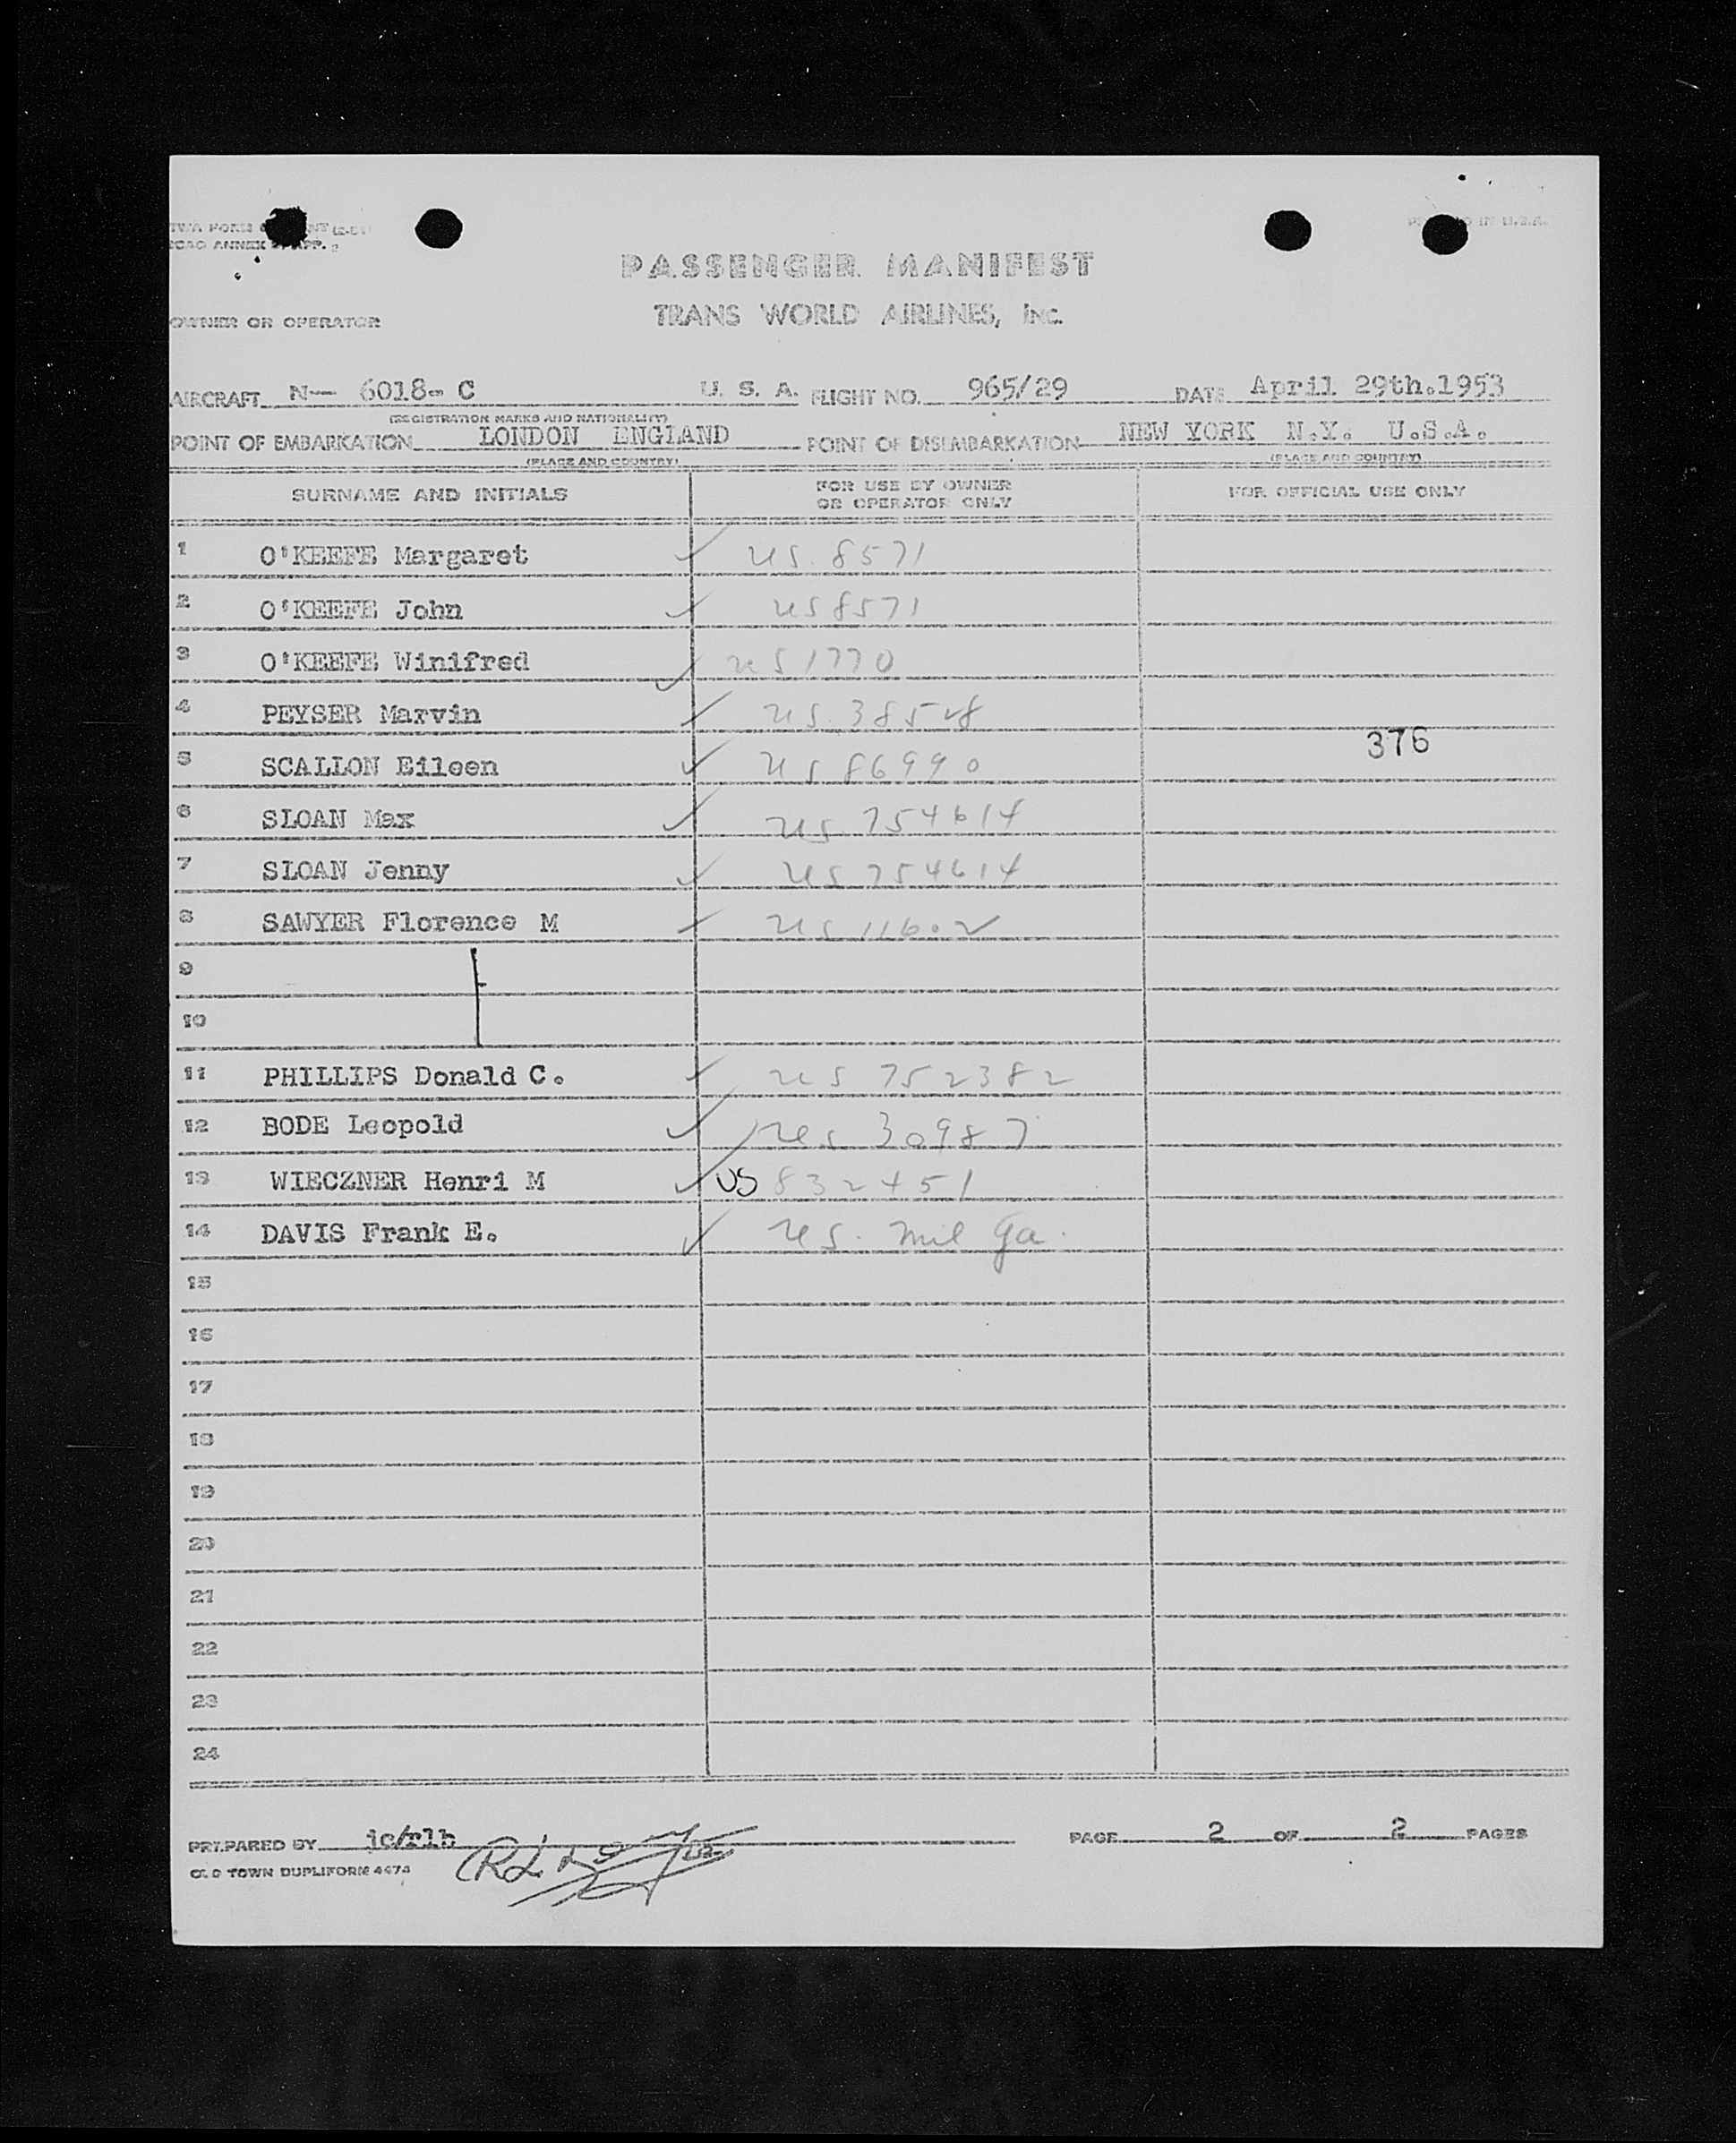 TWA FORM
ICAO ANNEX APP.
PASSENGER MANIFEST
OWNER OR OPERATOR
TRANS WORLD AIRLINES, Inc.
AIRCRAFT N— 6018- C U. S. A. FLIGHT NO. 965/29 DATE April 29th.1953
(REGISTRATION MARKS AND NATIONALITY)
POINT OF EMBARKATION LONDON ENGLAND POINT OF DISEMBARKATION NEW YORK N.Y. U.S.A.
(PLACE AND COUNTRY) (PLACE AND COUNTRY)
SURNAME AND INITIALS FOR USE BY OWNER OR OPERATOR ONLY FOR OFFICIAL USE ONLY
1 O'KEEFE Margaret ✓ US. 8571
2 O'KEEFE John ✓ US 8571
3 O'KEEFE Winifred ✓ US 1770
4 PEYSER Marvin ✓ US. 38528
376
5 SCALLON Eileen ✓ US 86990
6 SLOAN Max ✓ US. 754614
7 SLOAN Jenny ✓ US 754614
8 SAWYER Florence M ✓ US 11602
9
10
11 PHILLIPS Donald C. ✓ US 752382
12 BODE Leopold ✓ US 30987
13 WIECZNER Henri M ✓ US 832451
14 DAVIS Frank E. ✓ US. mil
15
16
17
18
19
20
21
22
23
24
PREPARED BY jc/rlb PAGE 2 OF 2 PAGES
OLD TOWN DUPLIFORM 4474